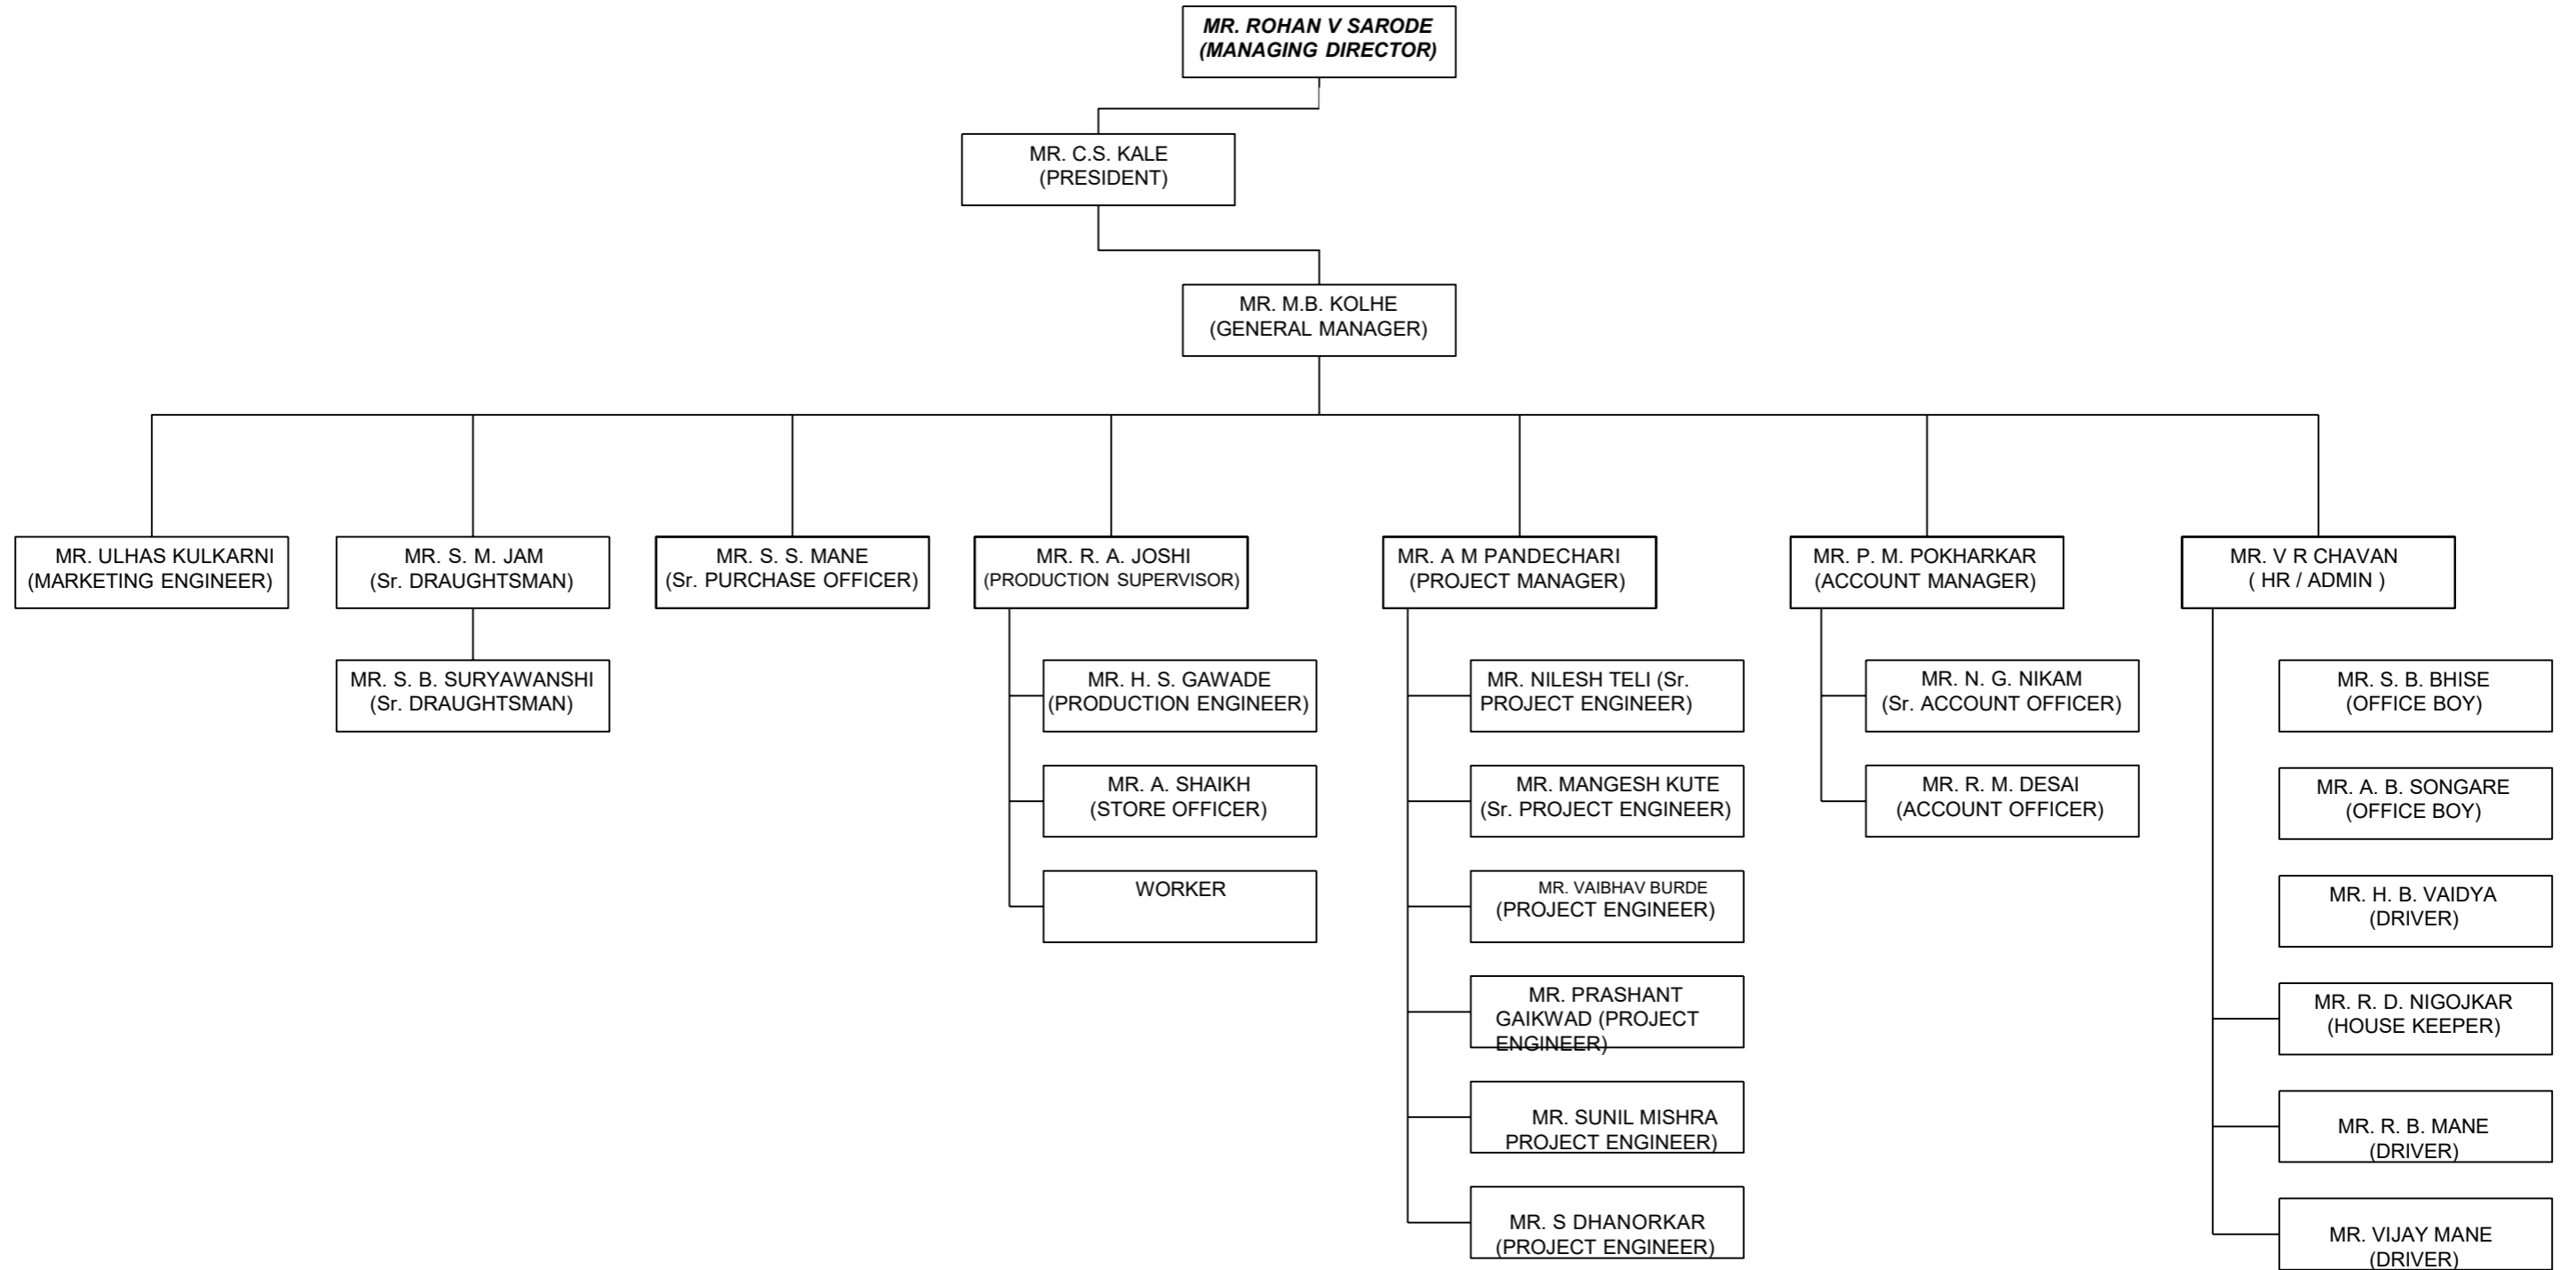 MR. ROHAN V SARODE
(MANAGING DIRECTOR)
MR. C.S. KALE
(PRESIDENT)
MR. M.B. KOLHE
(GENERAL MANAGER)
MR. ULHAS KULKARNI
(MARKETING ENGINEER)
MR. S. M. JAM
(Sr. DRAUGHTSMAN)
MR. S. S. MANE
(Sr. PURCHASE OFFICER)
MR. R. A. JOSHI
(PRODUCTION SUPERVISOR)
MR. A M PANDECHARI
(PROJECT MANAGER)
MR. P. M. POKHARKAR
(ACCOUNT MANAGER)
MR. V R CHAVAN
( HR / ADMIN )
MR. S. B. SURYAWANSHI
(Sr. DRAUGHTSMAN)
MR. H. S. GAWADE
(PRODUCTION ENGINEER)
MR. A. SHAIKH
(STORE OFFICER)
WORKER
MR. NILESH TELI (Sr.
PROJECT ENGINEER)
MR. MANGESH KUTE
(Sr. PROJECT ENGINEER)
MR. VAIBHAV BURDE
(PROJECT ENGINEER)
MR. PRASHANT
GAIKWAD (PROJECT
ENGINEER)
MR. SUNIL MISHRA
PROJECT ENGINEER)
MR. S DHANORKAR
(PROJECT ENGINEER)
MR. N. G. NIKAM
(Sr. ACCOUNT OFFICER)
MR. R. M. DESAI
(ACCOUNT OFFICER)
MR. S. B. BHISE
(OFFICE BOY)
MR. A. B. SONGARE
(OFFICE BOY)
MR. H. B. VAIDYA
(DRIVER)
MR. R. D. NIGOJKAR
(HOUSE KEEPER)
MR. R. B. MANE
(DRIVER)
MR. VIJAY MANE
(DRIVER)